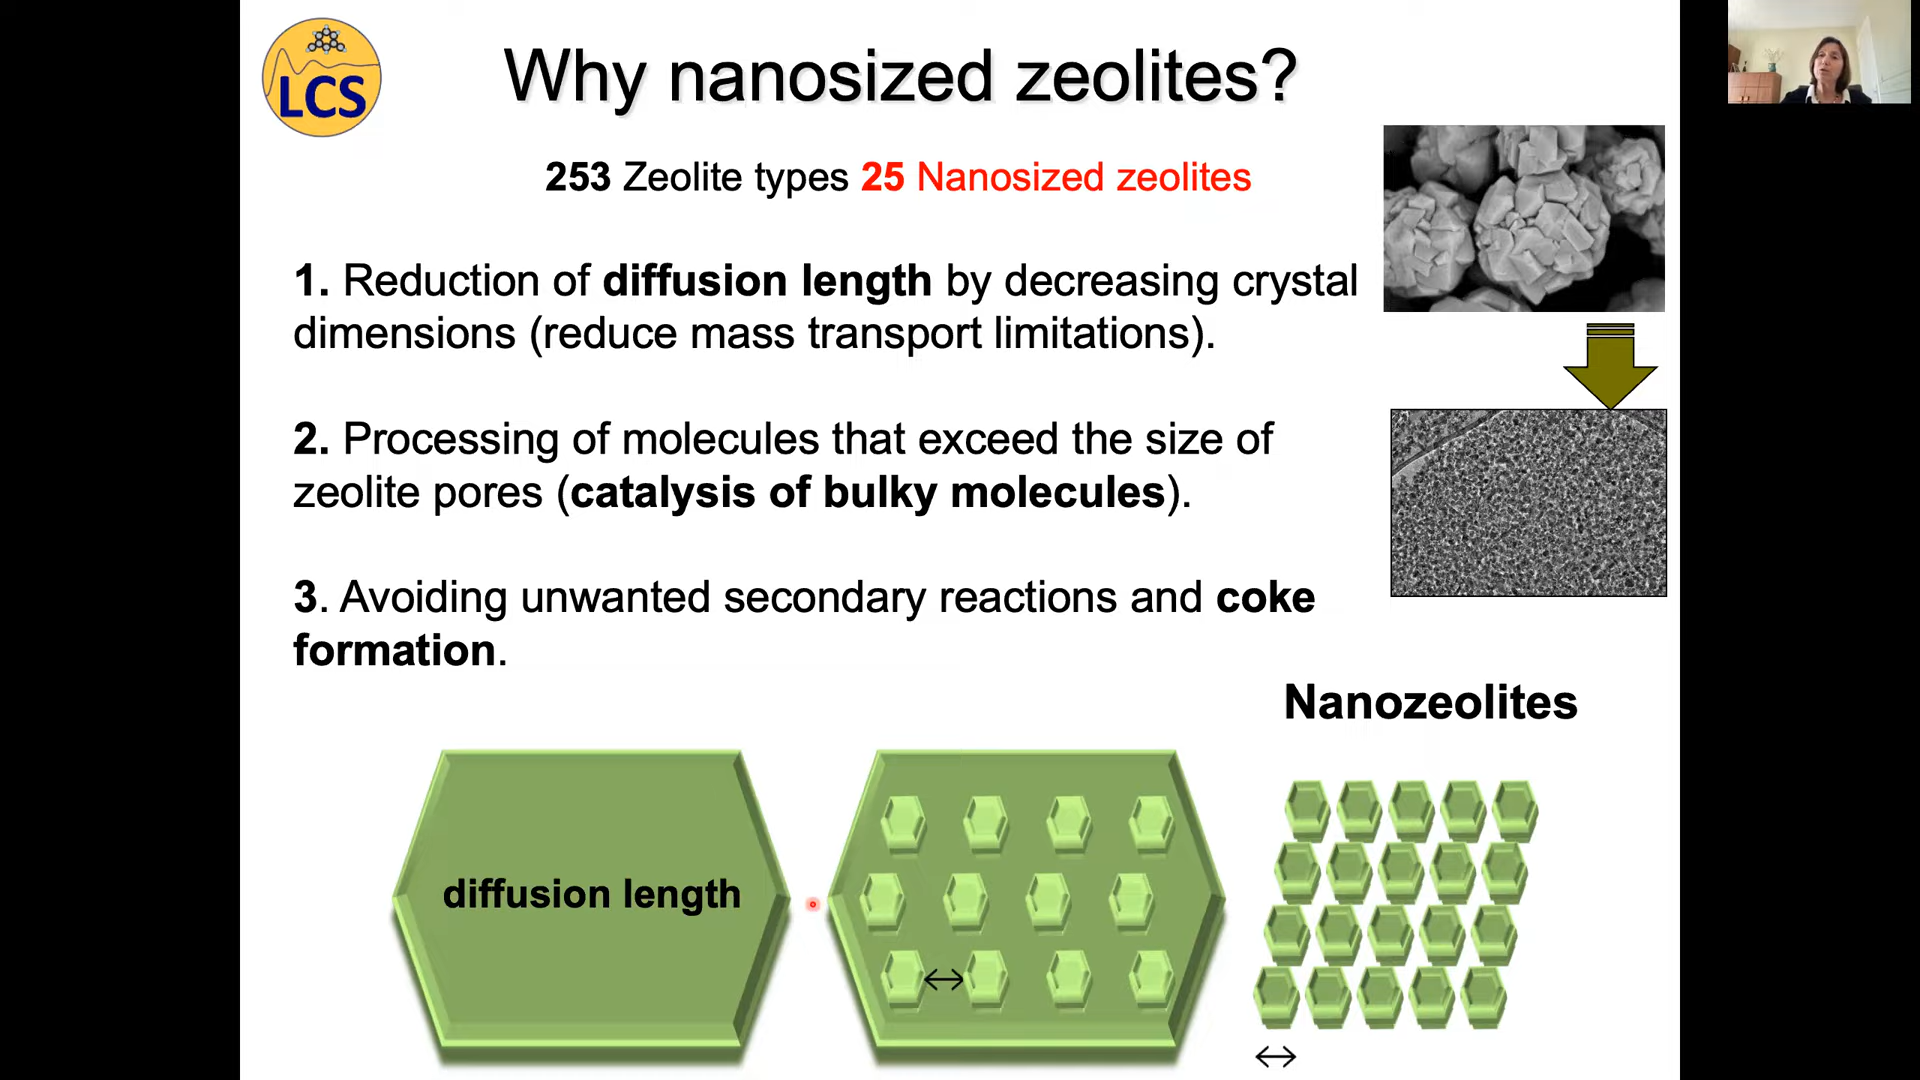 LCS
Why nanosized zeolites?
253 Zeolite types 25 Nanosized zeolites
1. Reduction of diffusion length by decreasing crystal
dimensions (reduce mass transport limitations).
2. Processing of molecules that exceed the size of
zeolite pores (catalysis of bulky molecules).
3. Avoiding unwanted secondary reactions and coke
formation.
Nanozeolites
diffusion length